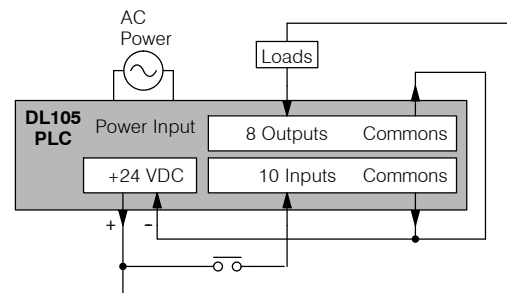 AC
Power
Loads
DL105
PLC
Power Input
8 Outputs Commons
+24 VDC
10 Inputs Commons
+ -